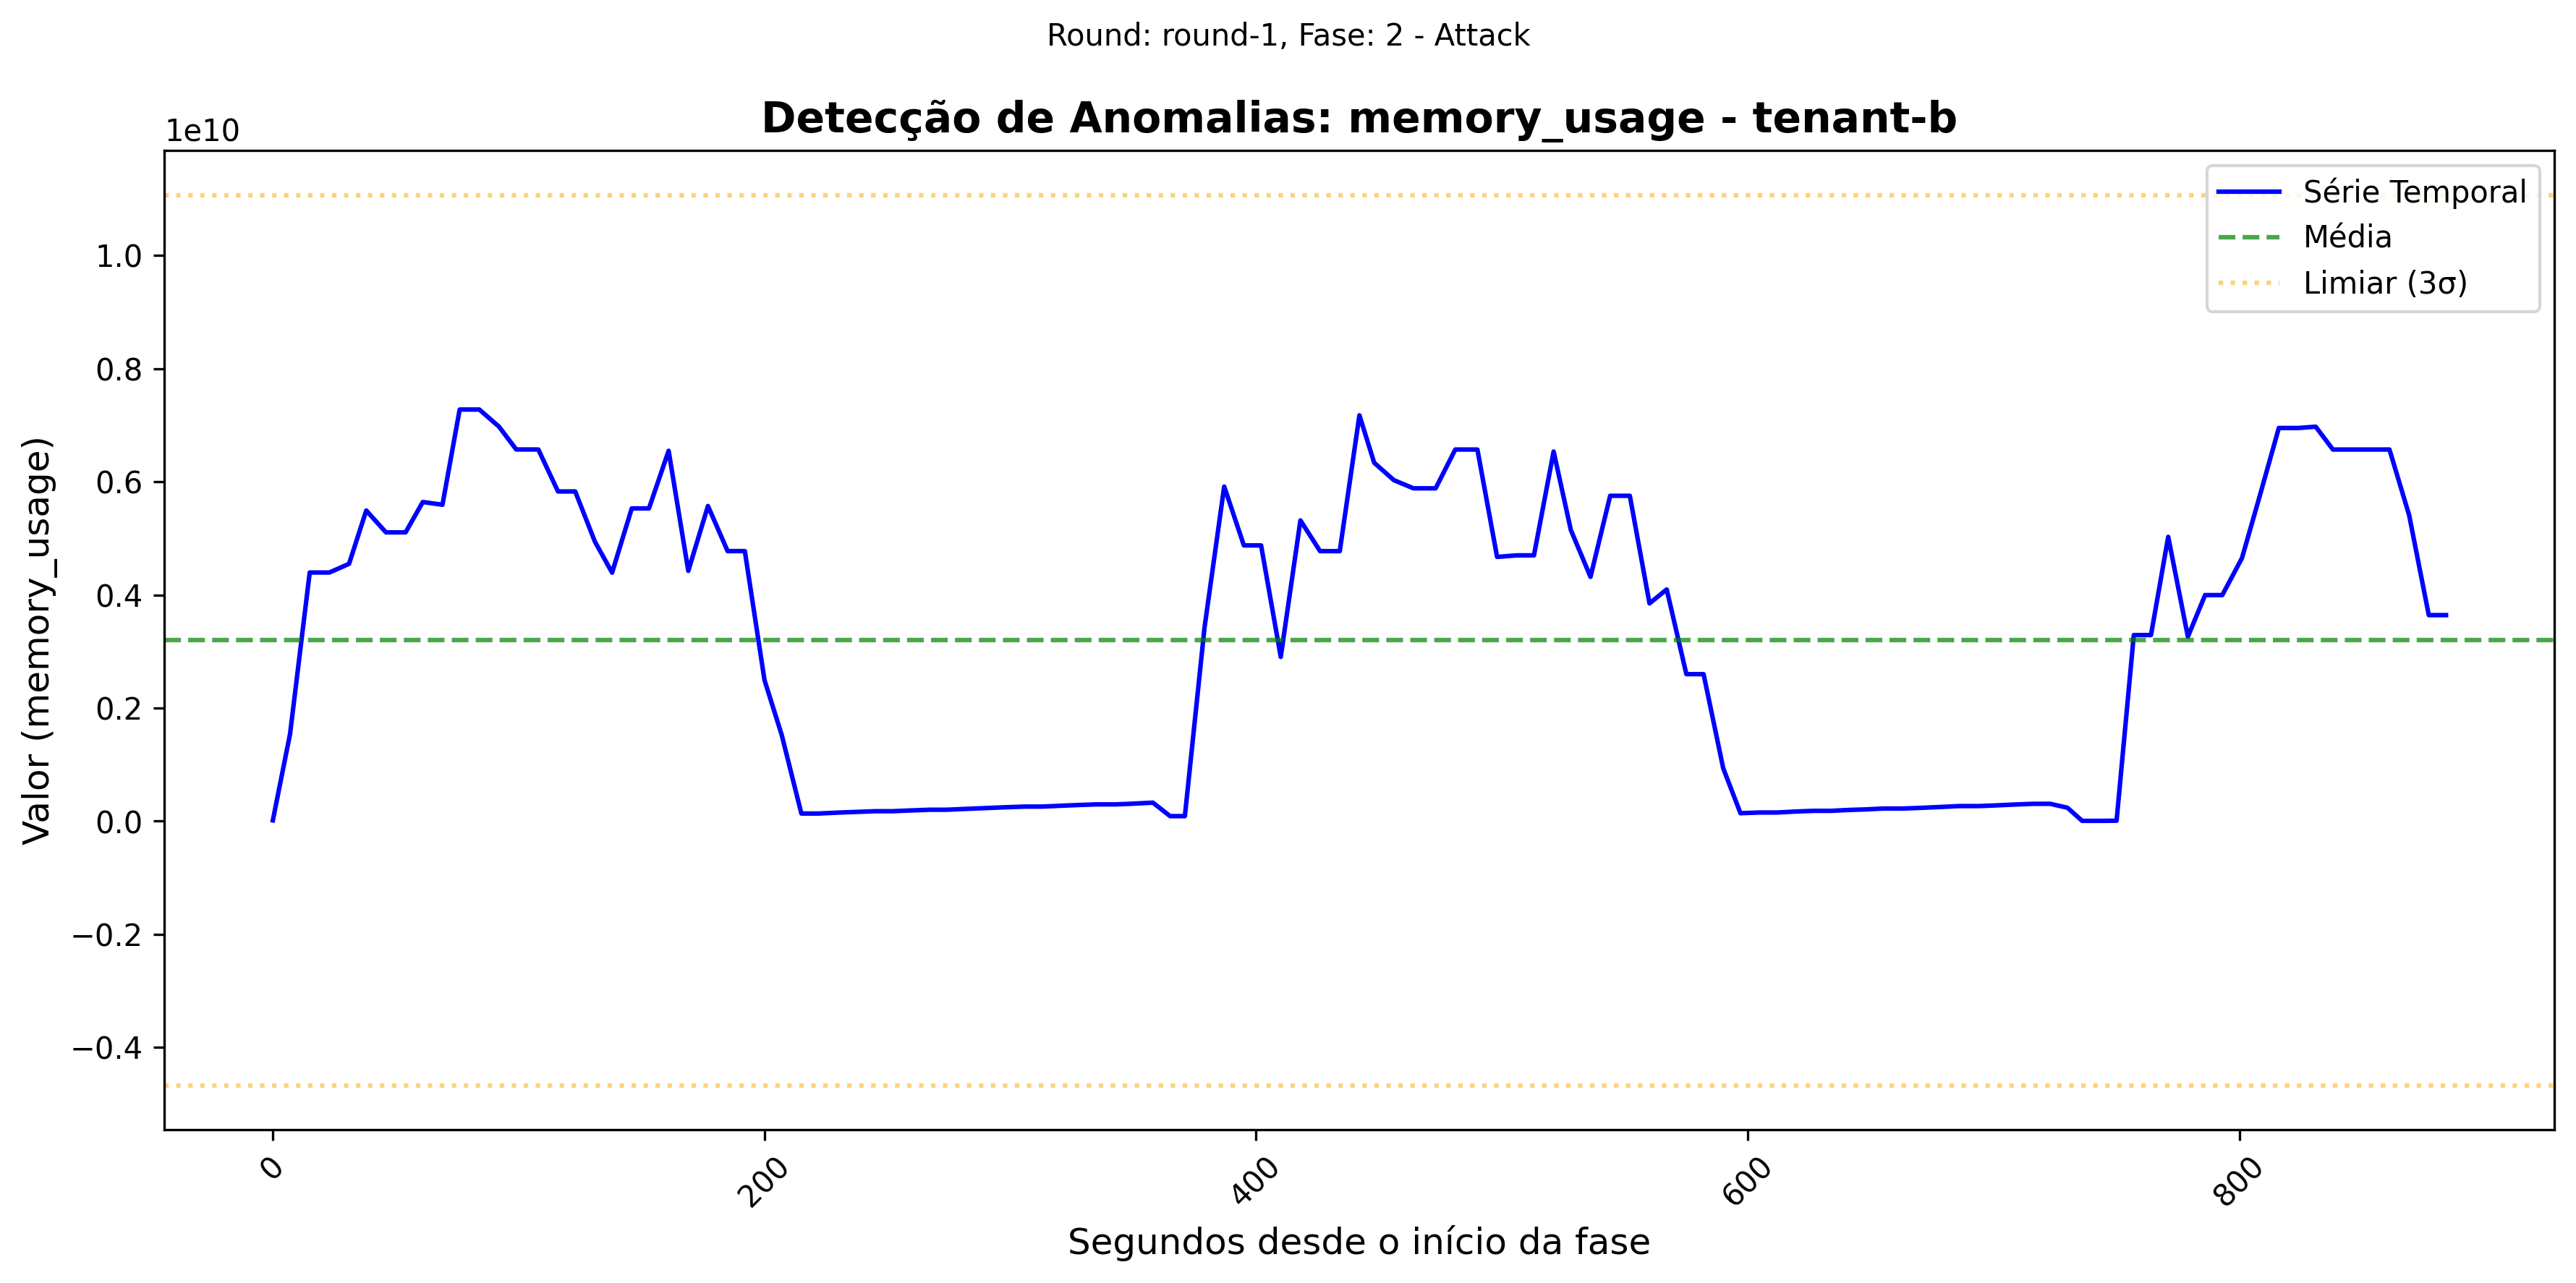 Round: round-1, Fase: 2 - Attack
Detecção de Anomalias: memory_usage - tenant-b
1e10
Série Temporal
Média
Limiar (3σ)
1.0
0.8
0.6
0.4
0.2
0.0
−0.2
−0.4
Valor (memory_usage)
0
200
400
600
800
Segundos desde o início da fase